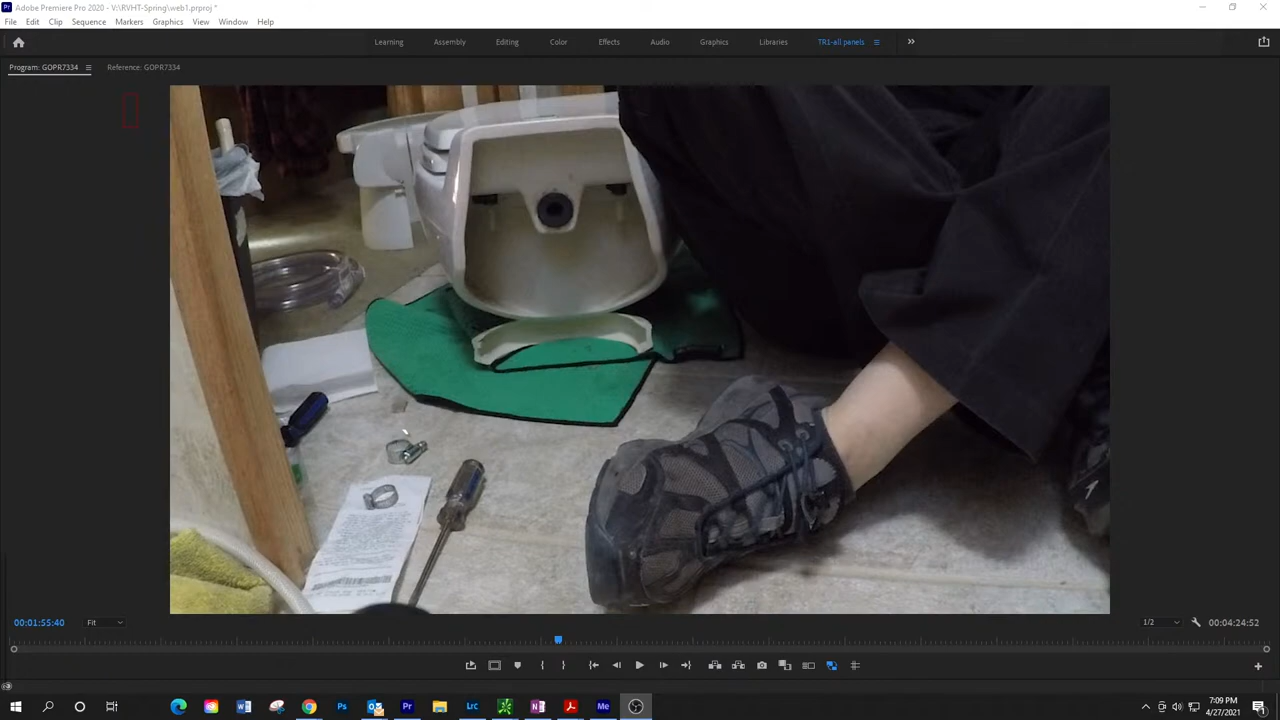 Adobe Premiere Pro 2020 - V:\RVHT-Spring\web1.prproj *
File Edit Clip Sequence Markers Graphics View Window Help
Learning Assembly Editing Color Effects Audio Graphics Libraries TR1-all panels
Program: GOPR7334 Reference: GOPR7334
00:01:55:40 Fit 1/2 00:04:24:52
7:09 PM
4/27/2021